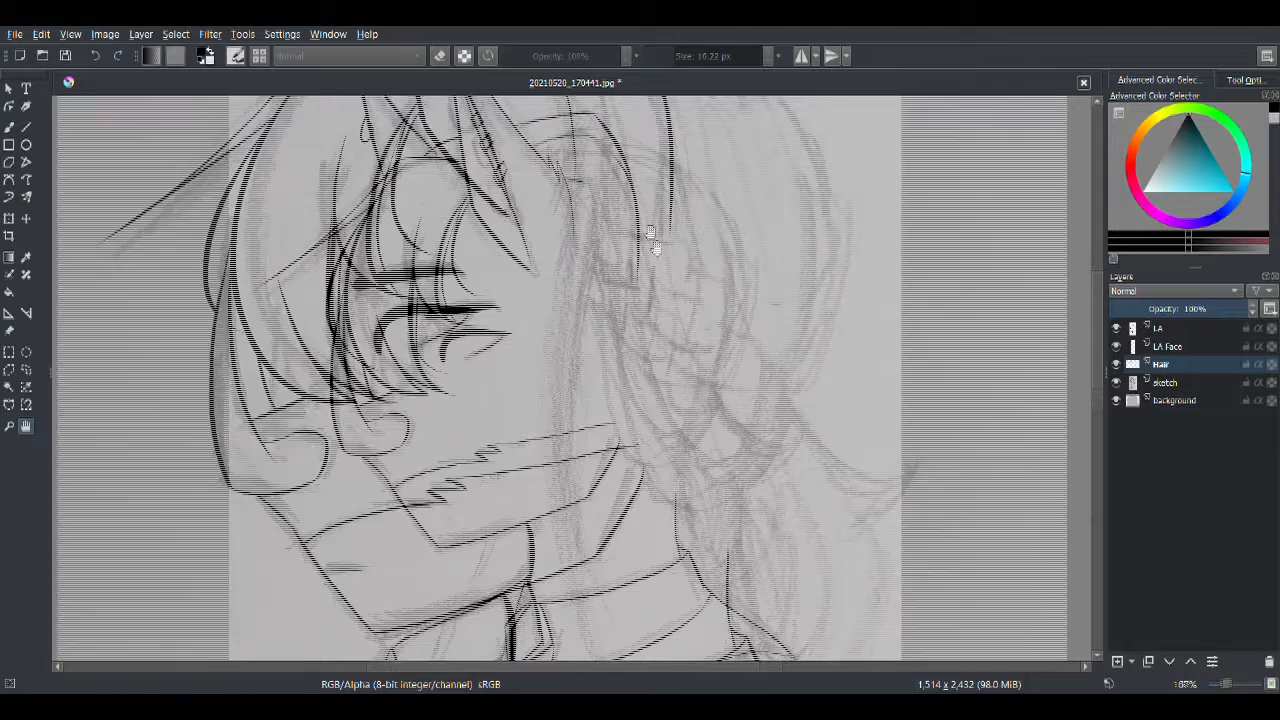 File Edit View Image Layer Select Filter Tools Settings Window Help
Normal Opacity: 100% Size: 16.22 px
20210520_170441.jpg *
Advanced Color Selec... Tool Opti...
Advanced Color Selector
Layers
Normal
Opacity: 100%
LA
LA Face
Hair
sketch
background
RGB/Alpha (8-bit integer/channel) sRGB 1,514 x 2,432 (98.0 MiB)